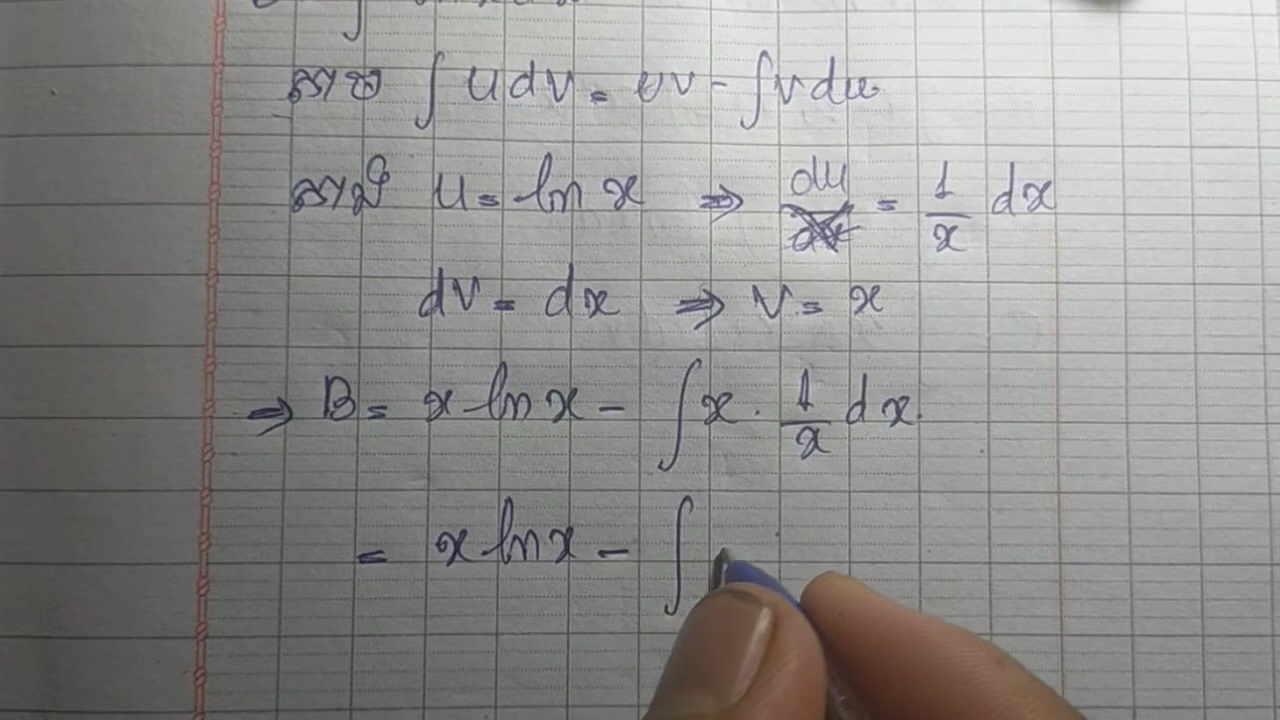 ∫ u dv = uv - ∫ v du
u = ln x ⇒ du = 1/x dx
dv = dx ⇒ v = x
⇒ B = x ln x - ∫ x . 1/x dx
= x ln x - ∫